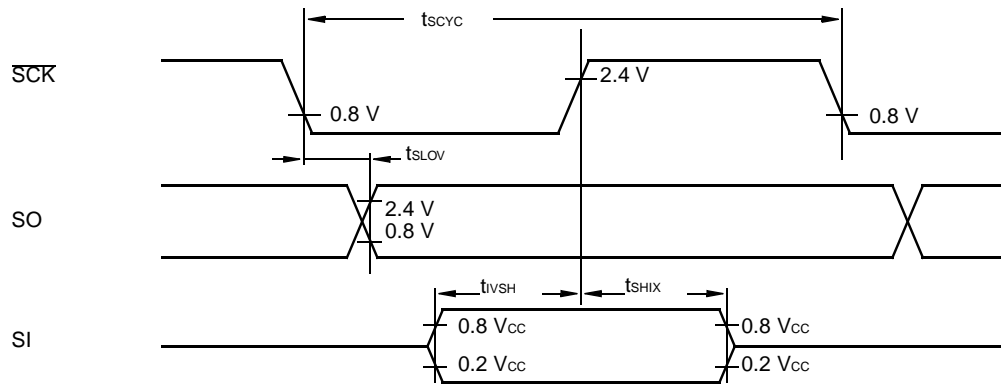 tSCYC
SCK
2.4 V
0.8 V
0.8 V
tSLOV
SO
2.4 V
0.8 V
tIVSH
tSHIX
SI
0.8 VCC
0.8 VCC
0.2 VCC
0.2 VCC